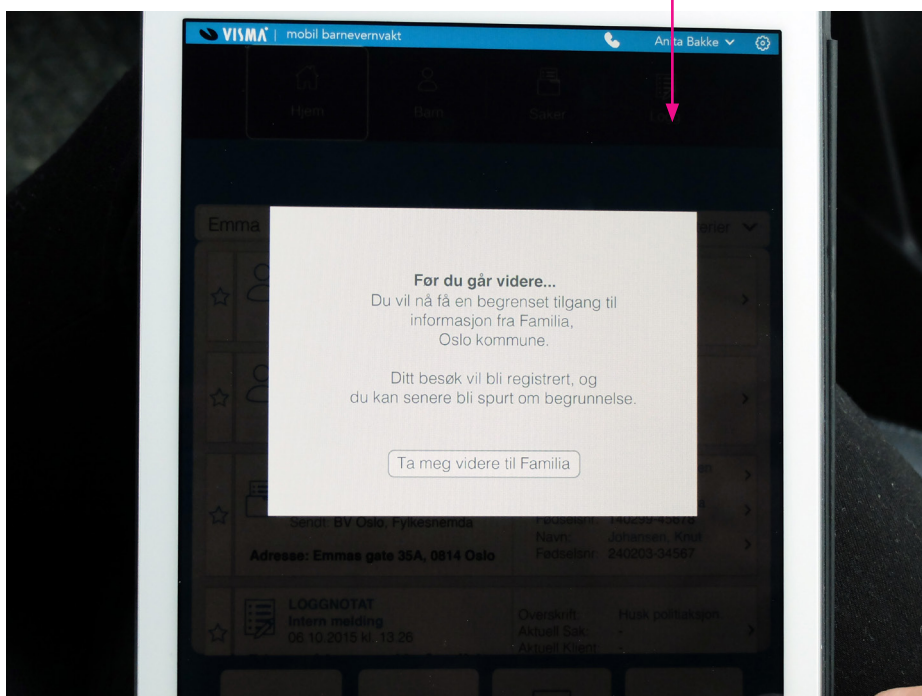 VISMA | mobil barnevernvakt
Anita Bakke
Hjem
Barn
Saker
Emma
Før du går videre...
Du vil nå få en begrenset tilgang til
informasjon fra Familia,
Oslo kommune.
Ditt besøk vil bli registrert, og
du kan senere bli spurt om begrunnelse.
Ta meg videre til Familia
Sendt: BV Oslo, Fylkesnemda
Fødselsnr: 140299-45678
Navn: Johansen, Knut
Adresse: Emmas gate 35A, 0814 Oslo
Fødselsnr: 240203-34567
LOGGNOTAT
Intern melding
06.10.2015 kl. 13.26
Overskrift: Husk politiaksjon.
Aktuell Sak: -
Aktuell Klient: -